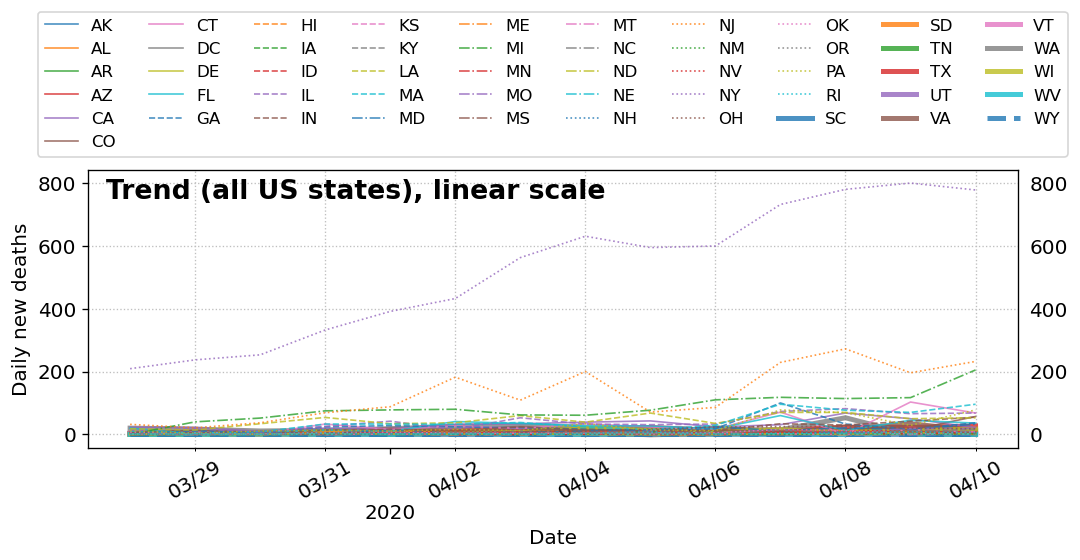 AK CT HI KS ME MT NJ OK SD VT
AL DC IA KY MI NC NM OR TN WA
AR DE ID LA MN ND NV PA TX WI
AZ FL IL MA MO NE NY RI UT WV
CA GA IN MD MS NH OH SC VA WY
CO
Trend (all US states), linear scale
800 800
600 600
400 400
200 200
0 0
Daily new deaths
03/29 03/31 04/02 04/04 04/06 04/08 04/10
2020
Date